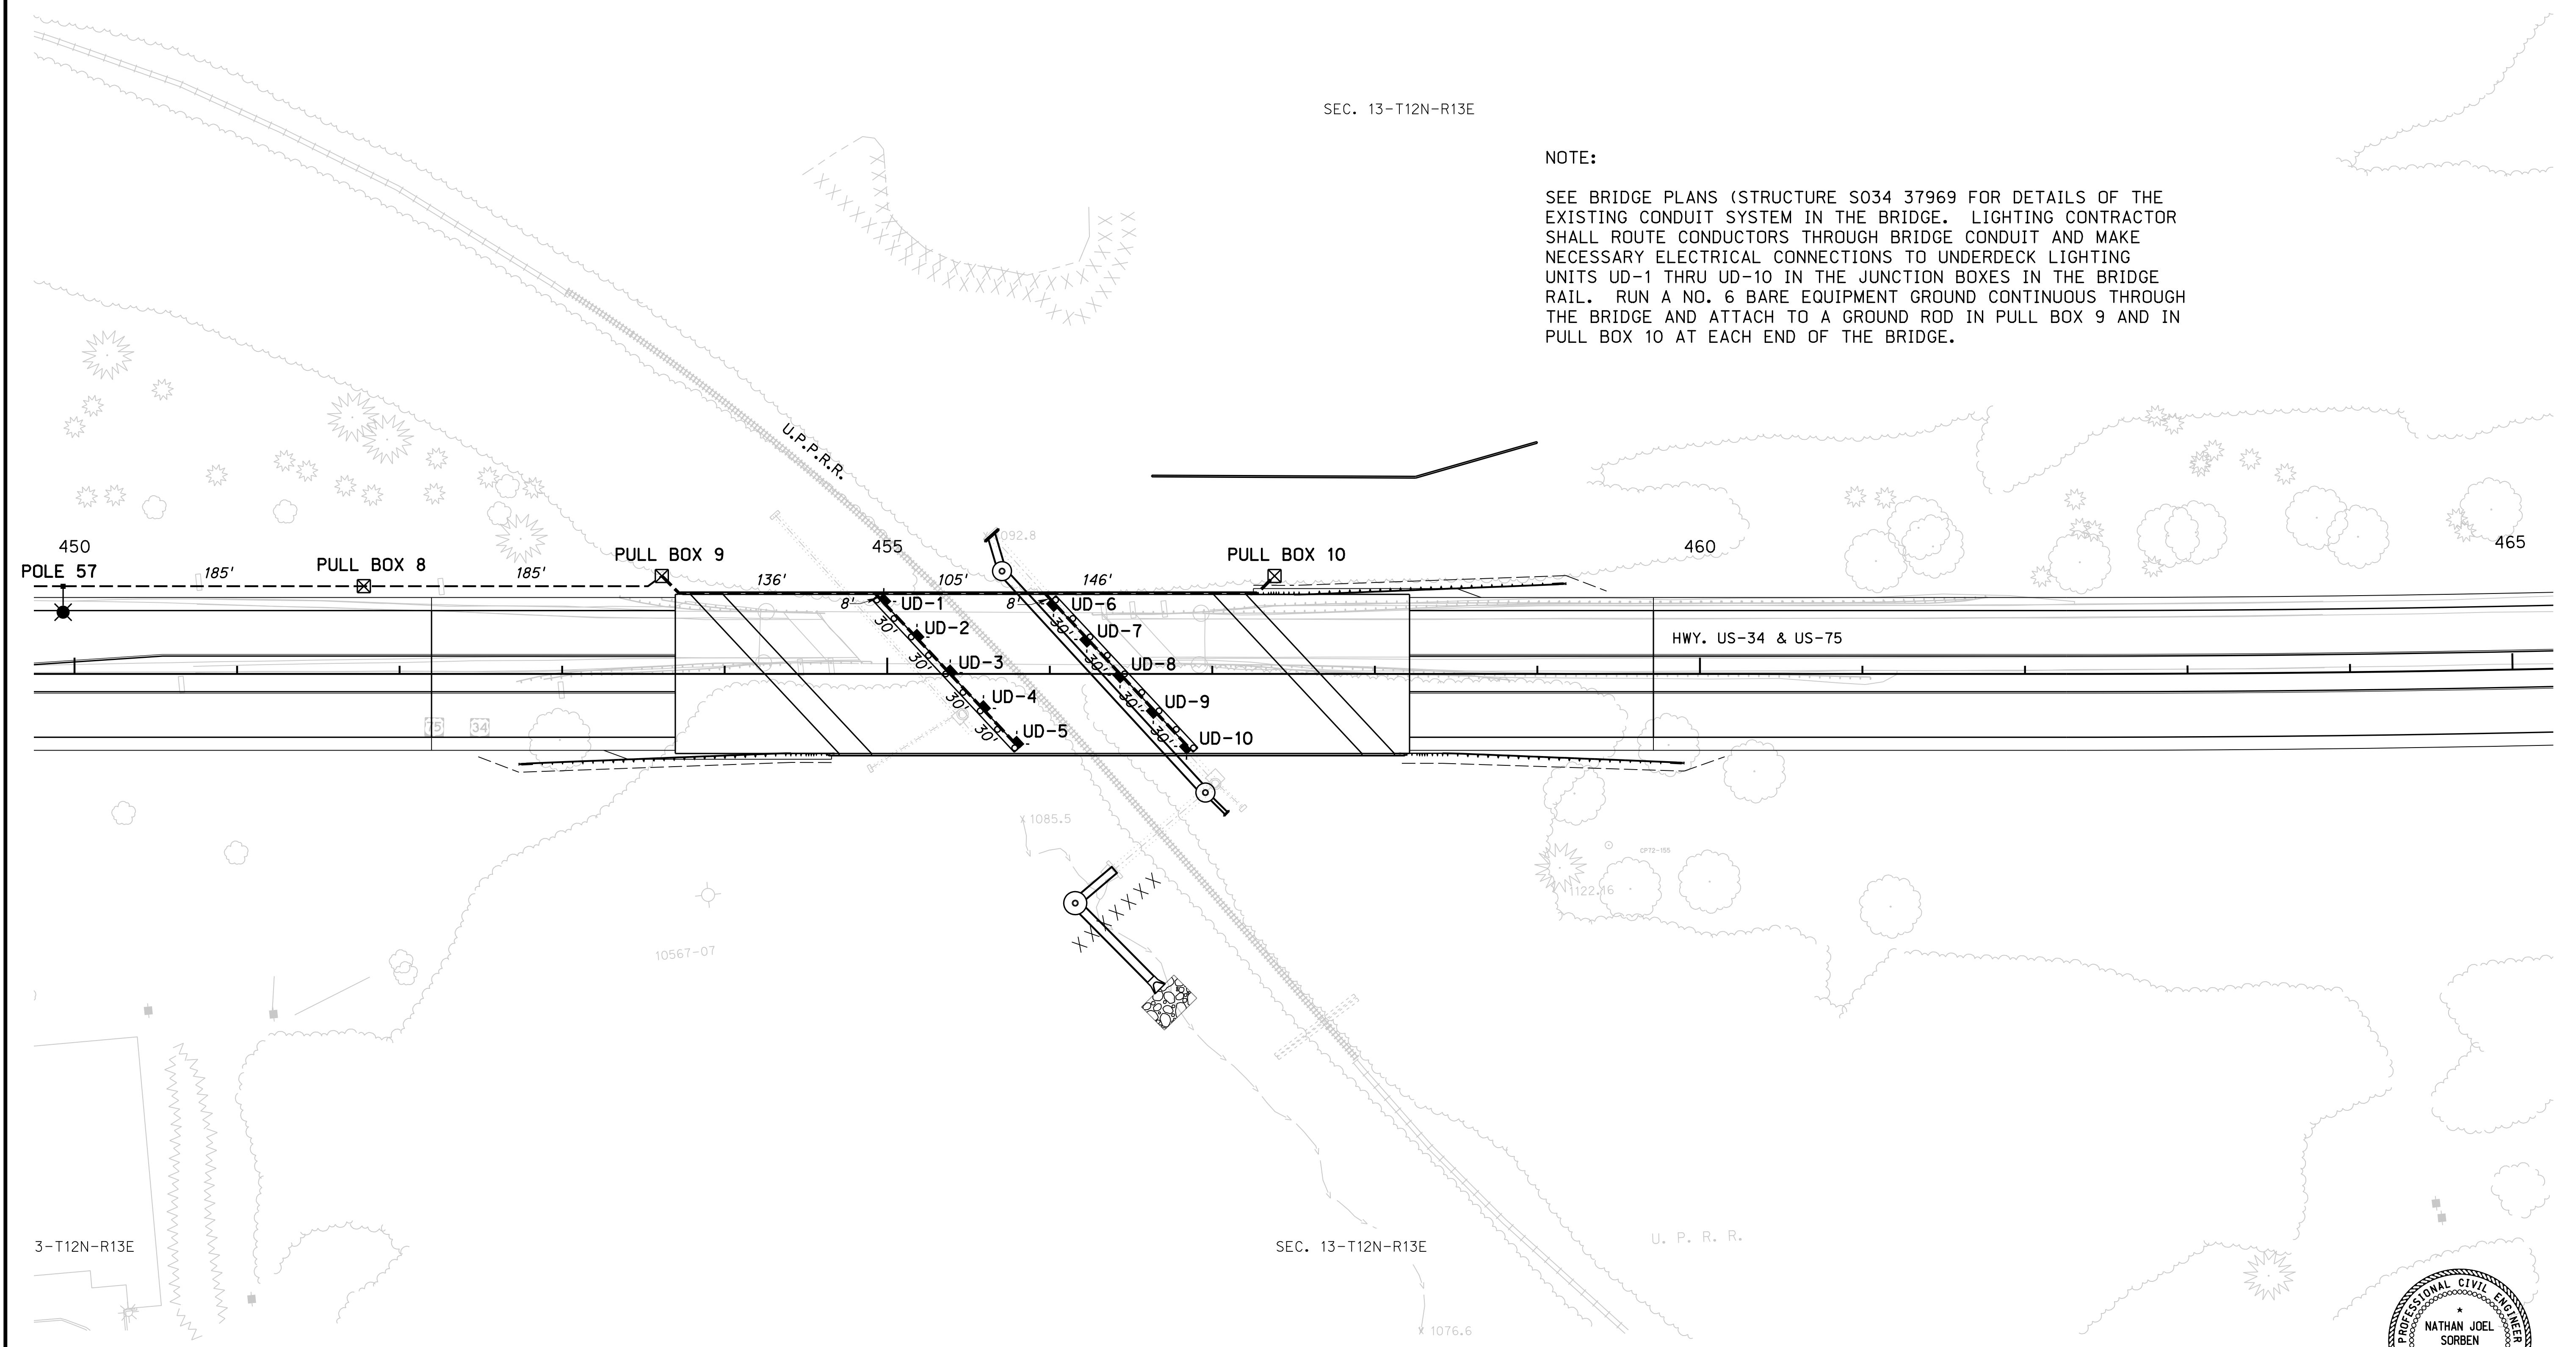 SEC. 13-T12N-R13E
NOTE:
SEE BRIDGE PLANS (STRUCTURE S034 37969 FOR DETAILS OF THE
EXISTING CONDUIT SYSTEM IN THE BRIDGE. LIGHTING CONTRACTOR
SHALL ROUTE CONDUCTORS THROUGH BRIDGE CONDUIT AND MAKE
NECESSARY ELECTRICAL CONNECTIONS TO UNDERDECK LIGHTING
UNITS UD-1 THRU UD-10 IN THE JUNCTION BOXES IN THE BRIDGE
RAIL. RUN A NO. 6 BARE EQUIPMENT GROUND CONTINUOUS THROUGH
THE BRIDGE AND ATTACH TO A GROUND ROD IN PULL BOX 9 AND IN
PULL BOX 10 AT EACH END OF THE BRIDGE.
U.P.P.R.R.
1092.8
450
455
460
465
POLE 57
185'
PULL BOX 8
185'
PULL BOX 9
136'
105'
146'
PULL BOX 10
8'
UD-1
8'
UD-6
30'
UD-2
30'
UD-7
HWY. US-34 & US-75
30'
UD-3
30'
UD-8
30'
UD-4
30'
UD-9
30'
UD-5
30'
UD-10
75
34
X 1085.5
CP72-155
1122.16
10567-07
3-T12N-R13E
SEC. 13-T12N-R13E
U. P. R. R.
X 1076.6
PROFESSIONAL CIVIL ENGINEER
NATHAN JOEL
SORBEN